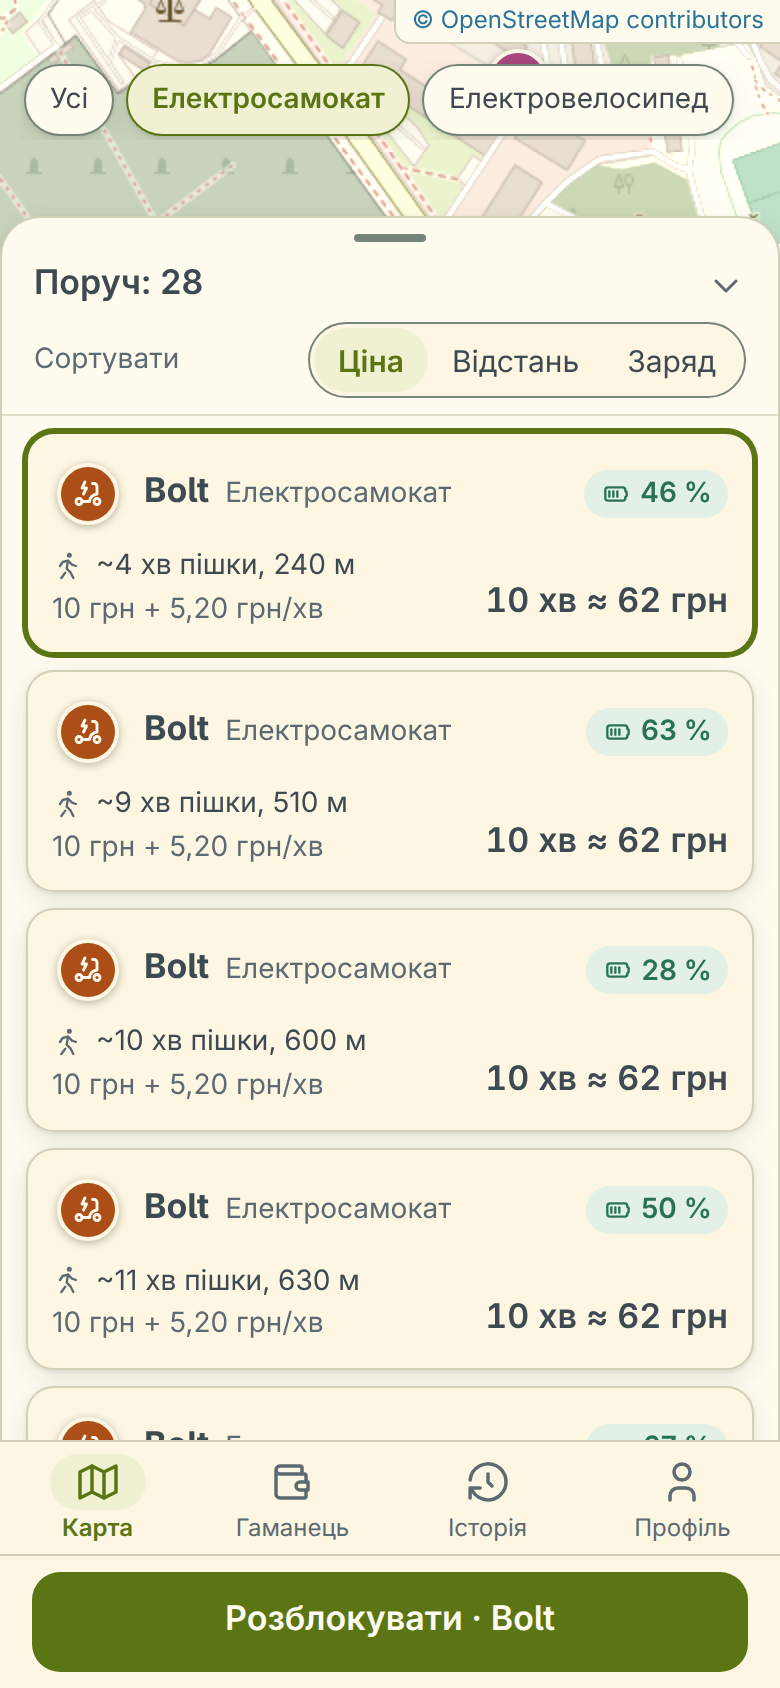 © OpenStreetMap contributors
Усі
Електросамокат
Електровелосипед
Поруч: 28
Сортувати
Ціна
Відстань
Заряд
Bolt Електросамокат 46 %
~4 хв пішки, 240 м
10 грн + 5,20 грн/хв
10 хв ≈ 62 грн
Bolt Електросамокат 63 %
~9 хв пішки, 510 м
10 грн + 5,20 грн/хв
10 хв ≈ 62 грн
Bolt Електросамокат 28 %
~10 хв пішки, 600 м
10 грн + 5,20 грн/хв
10 хв ≈ 62 грн
Bolt Електросамокат 50 %
~11 хв пішки, 630 м
10 грн + 5,20 грн/хв
10 хв ≈ 62 грн
Bolt
Карта
Гаманець
Історія
Профіль
Розблокувати · Bolt